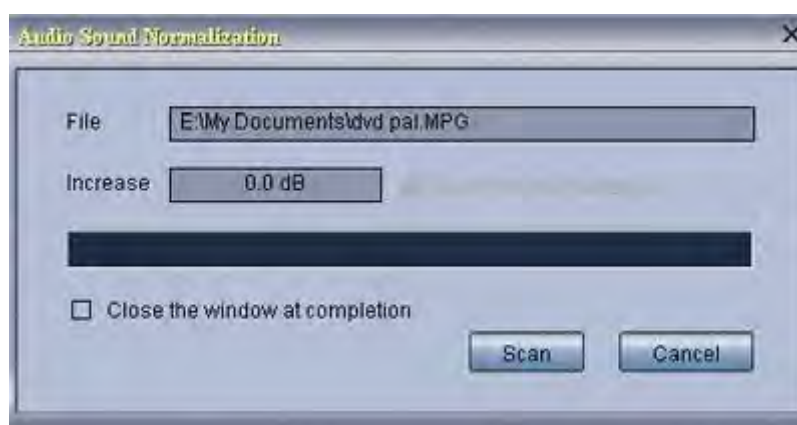 Audio Sound Normalization
File E:\My Documents\dvd pal.MPG
Increase 0.0 dB
Close the window at completion
Scan Cancel